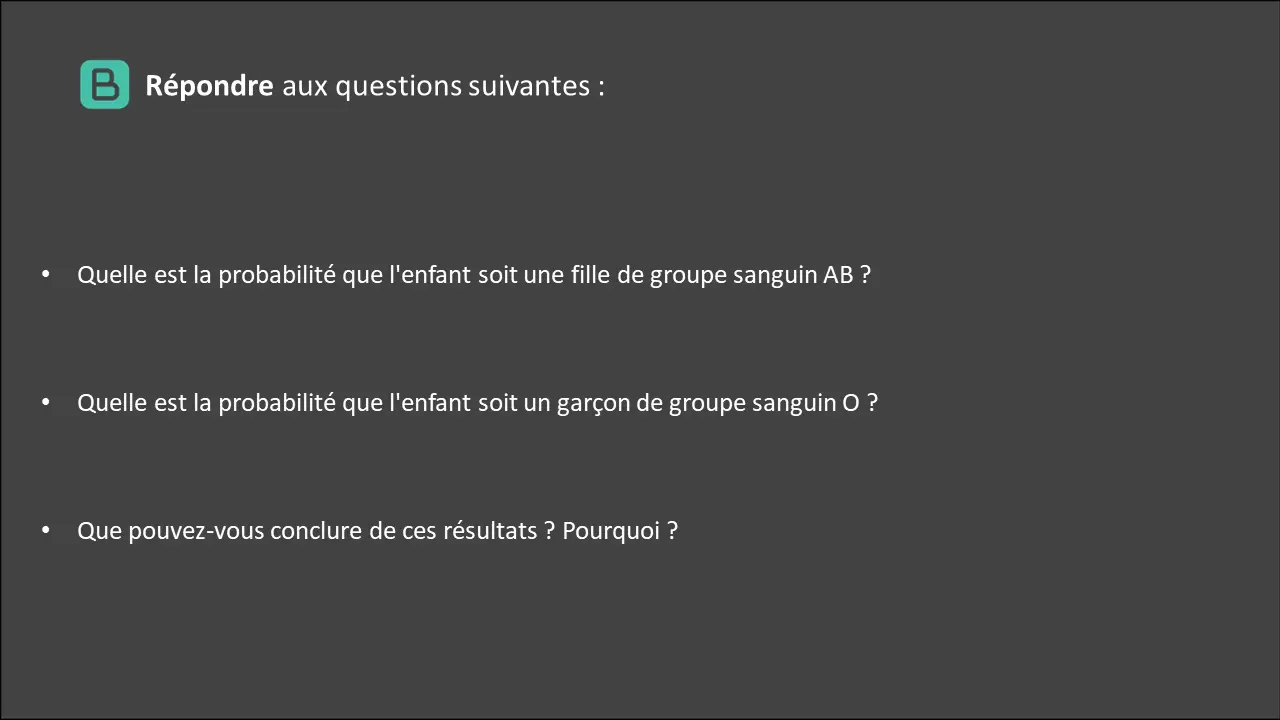 B Répondre aux questions suivantes :
• Quelle est la probabilité que l'enfant soit une fille de groupe sanguin AB ?
• Quelle est la probabilité que l'enfant soit un garçon de groupe sanguin O ?
• Que pouvez-vous conclure de ces résultats ? Pourquoi ?